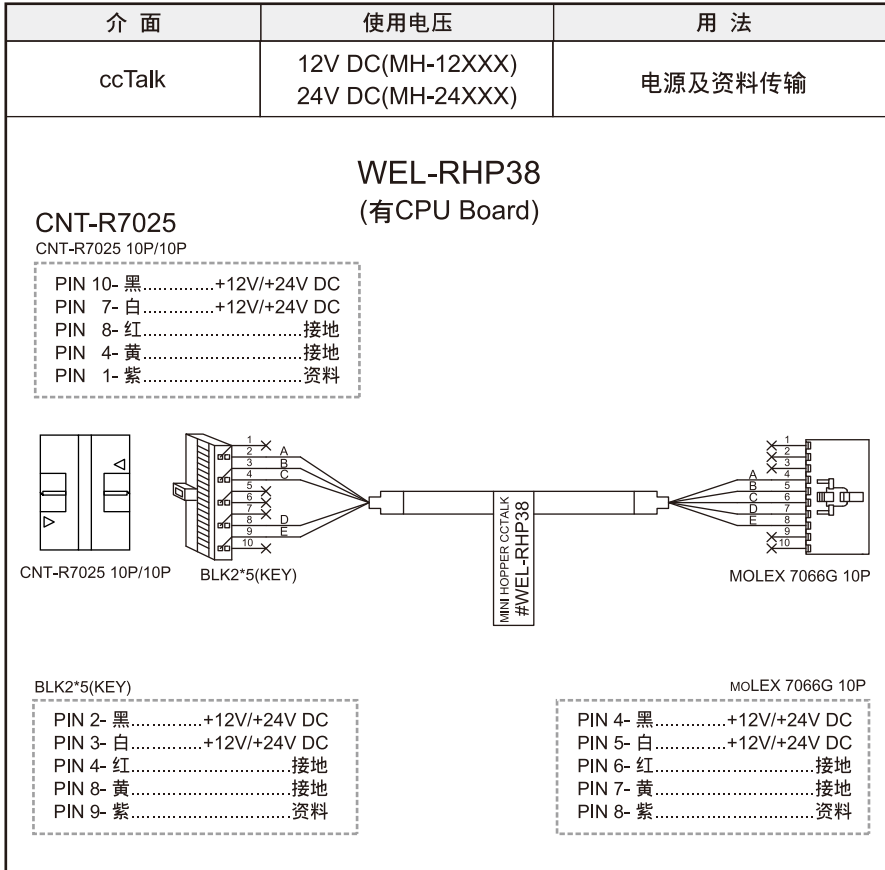 介 面
使用电压
用 法
ccTalk
12V DC(MH-12XXX)
24V DC(MH-24XXX)
电源及资料传输
WEL-RHP38
(有CPU Board)
CNT-R7025
CNT-R7025 10P/10P
PIN 10- 黑.............+12V/+24V DC
PIN 7- 白.............+12V/+24V DC
PIN 8- 红.............................接地
PIN 4- 黄.............................接地
PIN 1- 紫.............................资料
1
2
3
4
5
6
7
8
9
10
A
B
C
D
E
MINI HOPPER CCTALK
#WEL-RHP38
A
B
C
D
E
1
2
3
4
5
6
7
8
9
10
CNT-R7025 10P/10P
BLK2*5(KEY)
MOLEX 7066G 10P
BLK2*5(KEY)
PIN 2- 黑.............+12V/+24V DC
PIN 3- 白.............+12V/+24V DC
PIN 4- 红.............................接地
PIN 8- 黄.............................接地
PIN 9- 紫.............................资料
MOLEX 7066G 10P
PIN 4- 黑.............+12V/+24V DC
PIN 5- 白.............+12V/+24V DC
PIN 6- 红.............................接地
PIN 7- 黄.............................接地
PIN 8- 紫.............................资料